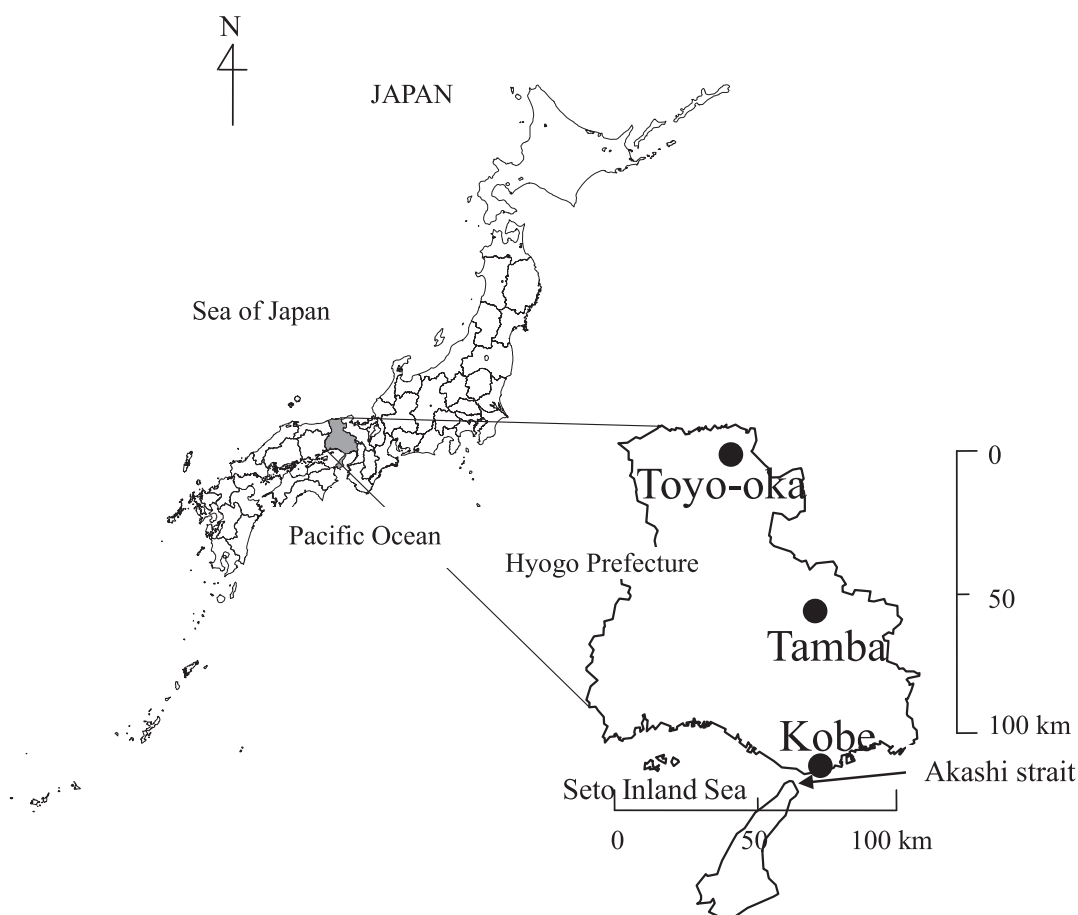 N
JAPAN
Sea of Japan
Pacific Ocean
Toyo-oka
Hyogo Prefecture
Tamba
Kobe
Akashi strait
Seto Inland Sea
0
50
100 km
0
50
100 km